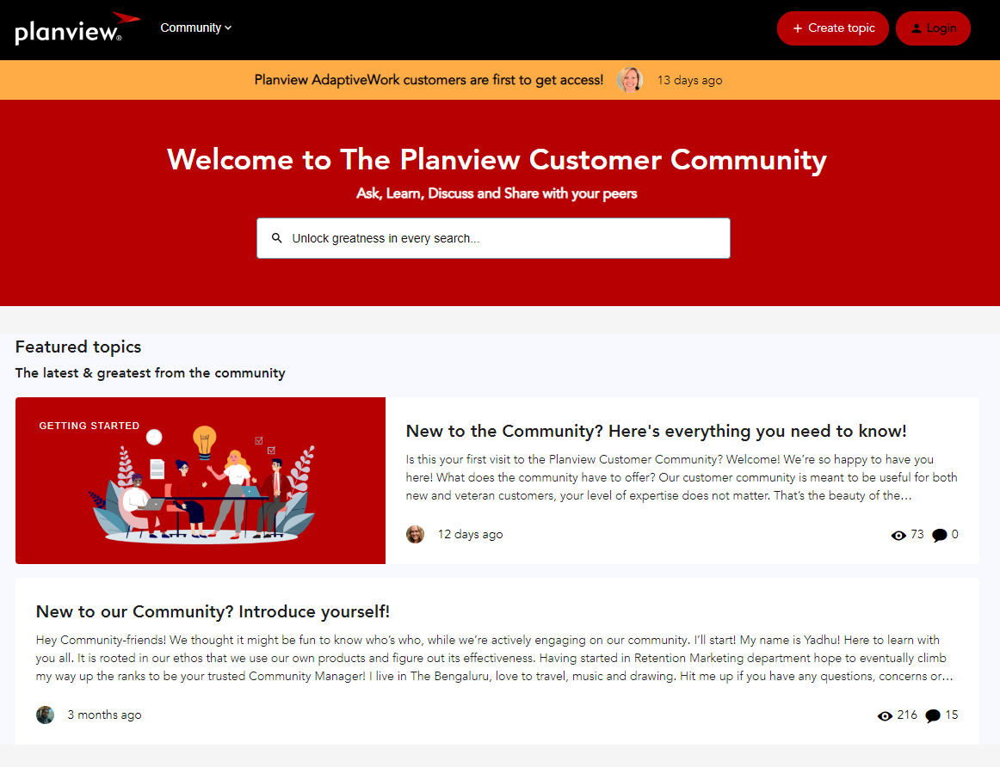 planview®
Community
+ Create topic
Login
Planview AdaptiveWork customers are first to get access!
13 days ago
Welcome to The Planview Customer Community
Ask, Learn, Discuss and Share with your peers
Unlock greatness in every search...
Featured topics
The latest & greatest from the community
GETTING STARTED
New to the Community? Here's everything you need to know!
Is this your first visit to the Planview Customer Community? Welcome! We’re so happy to have you
here! What does the community have to offer? Our customer community is meant to be useful for both
new and veteran customers, your level of expertise does not matter. That’s the beauty of the…
12 days ago
73
0
New to our Community? Introduce yourself!
Hey Community-friends! We thought it might be fun to know who’s who, while we’re actively engaging on our community. I’ll start! My name is Yadhu! Here to learn with
you all. It is rooted in our ethos that we use our own products and figure out its effectiveness. Having started in Retention Marketing department hope to eventually climb
my way up the ranks to be your trusted Community Manager! I live in The Bengaluru, love to travel, music and drawing. Hit me up if you have any questions, concerns or…
3 months ago
216
15